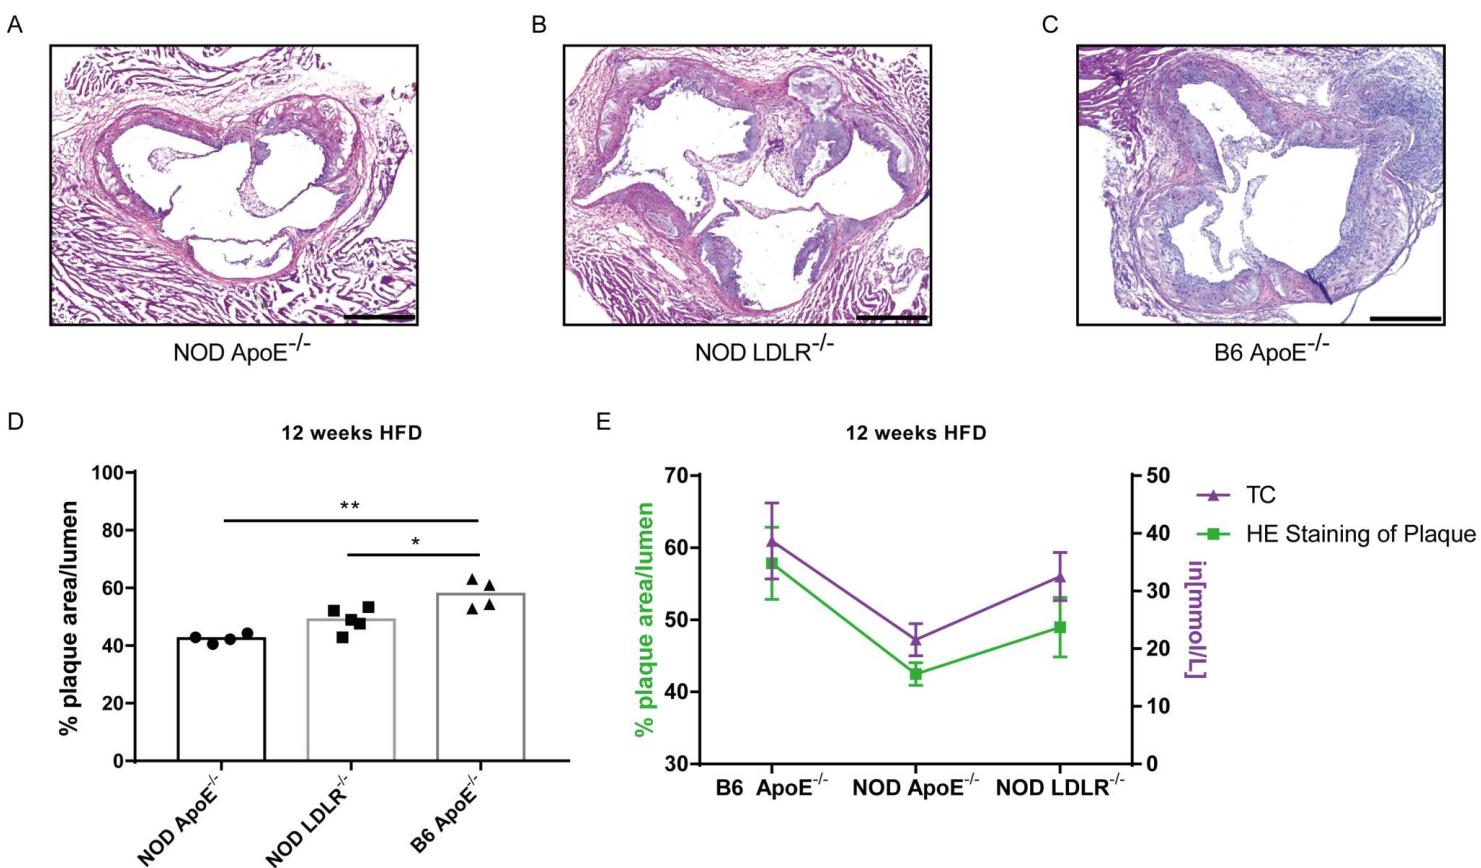 A
B
C
NOD ApoE-/-
NOD LDLR-/-
B6 ApoE-/-
D
12 weeks HFD
% plaque area/lumen
100
80
60
40
20
0
**
*
NOD ApoE-/-
NOD LDLR-/-
B6 ApoE-/-
E
12 weeks HFD
% plaque area/lumen
70
60
50
40
30
50
40
30
20
10
0
in[mmol/L]
B6 ApoE-/-
NOD ApoE-/-
NOD LDLR-/-
TC
HE Staining of Plaque